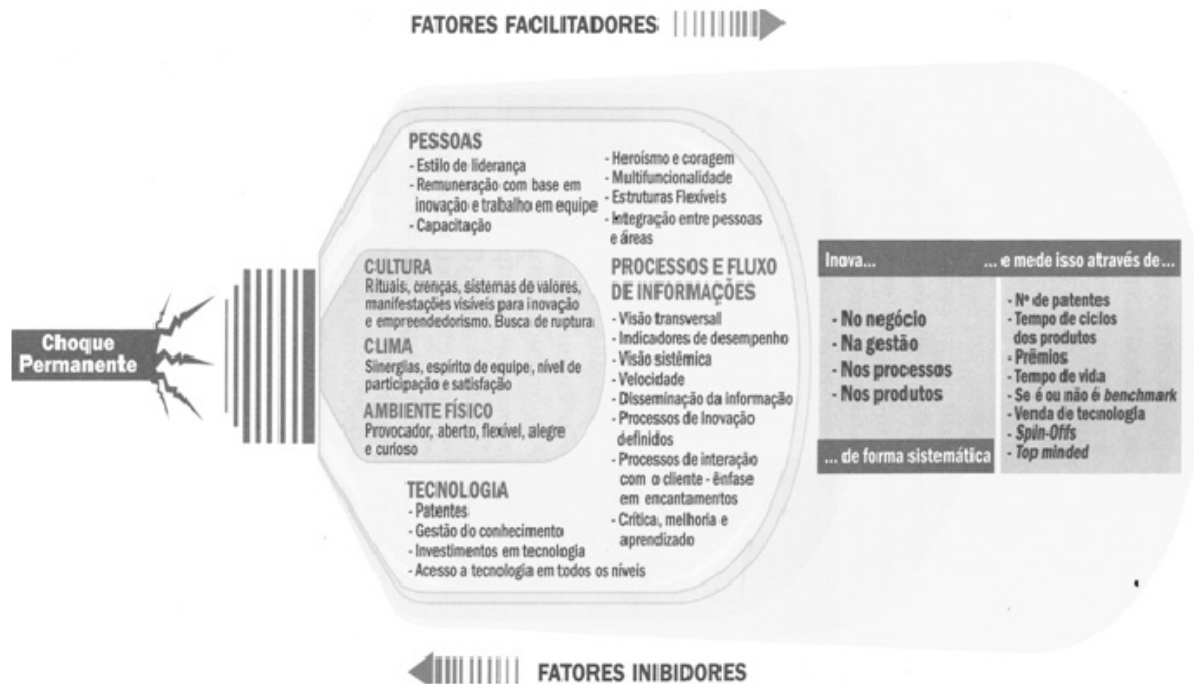 FATORES FACILITADORES
Choque
Permanente
PESSOAS
- Estilo de liderança
- Remuneração com base em
inovação e trabalho em equipe
- Capacitação
- Heroísmo e coragem
- Multifuncionalidade
- Estruturas Flexíveis
- Integração entre pessoas
e áreas
CULTURA
Rituais, crenças, sistemas de valores,
manifestações visíveis para inovação
e empreendedorismo. Busca de ruptura
CLIMA
Sinergias, espírito de equipe, nível de
participação e satisfação
AMBIENTE FÍSICO
Provocador, aberto, flexível, alegre
e curioso
TECNOLOGIA
- Patentes
- Gestão do conhecimento
- Investimentos em tecnologia
- Acesso a tecnologia em todos os níveis
PROCESSOS E FLUXO
DE INFORMAÇÕES
- Visão transversal
- Indicadores de desempenho
- Visão sistêmica
- Velocidade
- Disseminação da informação
- Processos de Inovação
definidos
- Processos de interação
com o cliente - ênfase
em encantamentos
- Crítica, melhoria e
aprendizado
Inova...
- No negócio
- Na gestão
- Nos processos
- Nos produtos
... de forma sistemática
... e mede isso através de...
- Nº de patentes
- Tempo de ciclos
dos produtos
- Prêmios
- Tempo de vida
- Se é ou não é benchmark
- Venda de tecnologia
- Spin-Offs
- Top minded
FATORES INIBIDORES